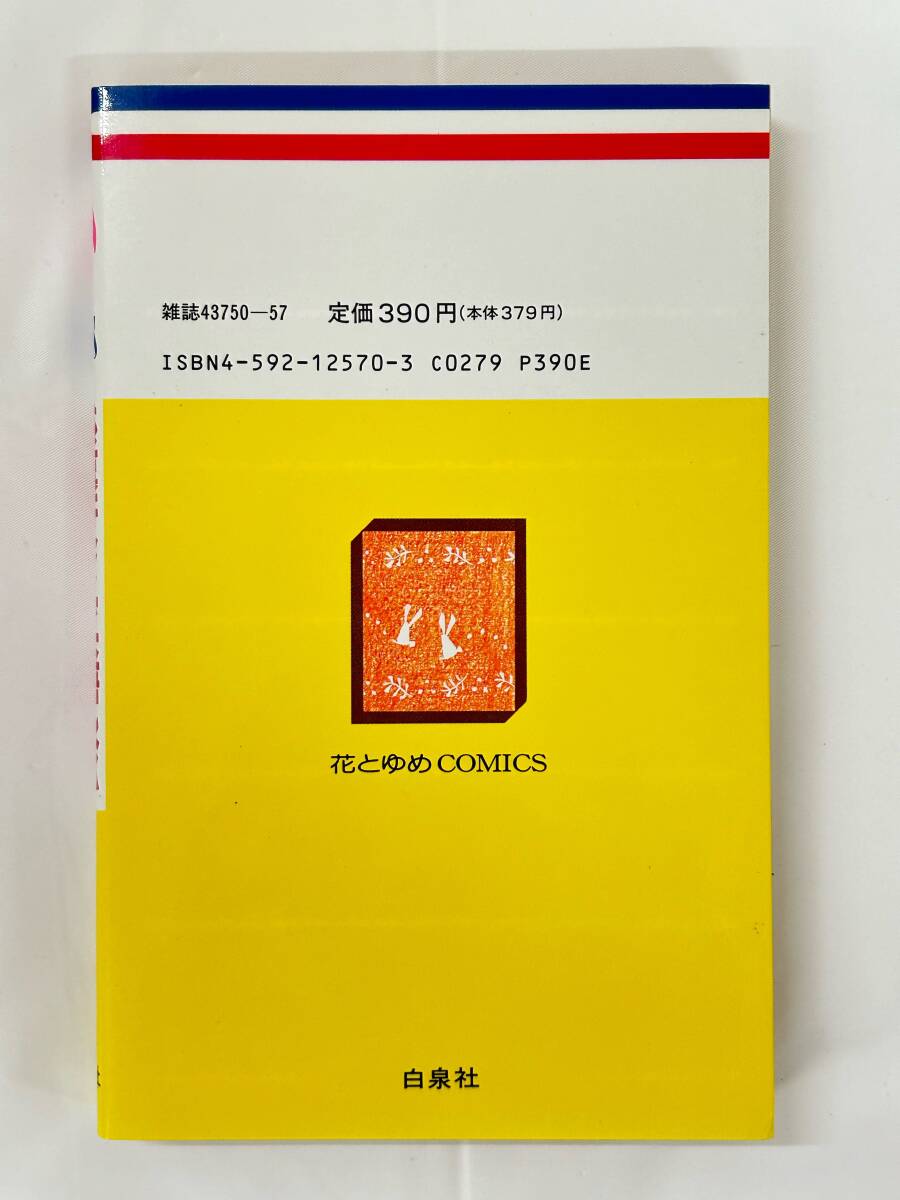 雑誌43750―57 定価390円(本体379円)
ISBN4-592-12570-3 C0279 P390E
花とゆめCOMICS
白泉社